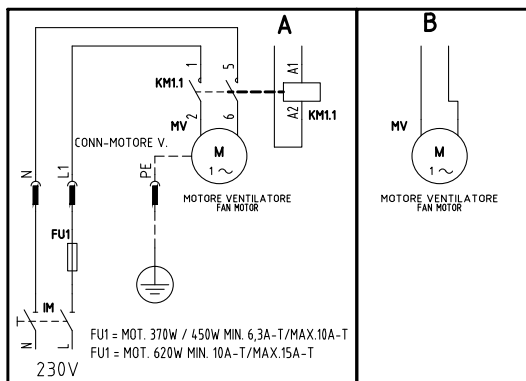 A
B
1
5
KM1.1
A1
A2
KM1.1
2
6
MV
M
1 ~
CONN-MOTORE V.
MOTORE VENTILATORE
FAN MOTOR
MV
M
1 ~
MOTORE VENTILATORE
FAN MOTOR
N
L1
PE
FU1
IM
N
L
230V
FU1 = MOT. 370W / 450W MIN. 6,3A-T/MAX.10A-T
FU1 = MOT. 620W MIN. 10A-T/MAX.15A-T